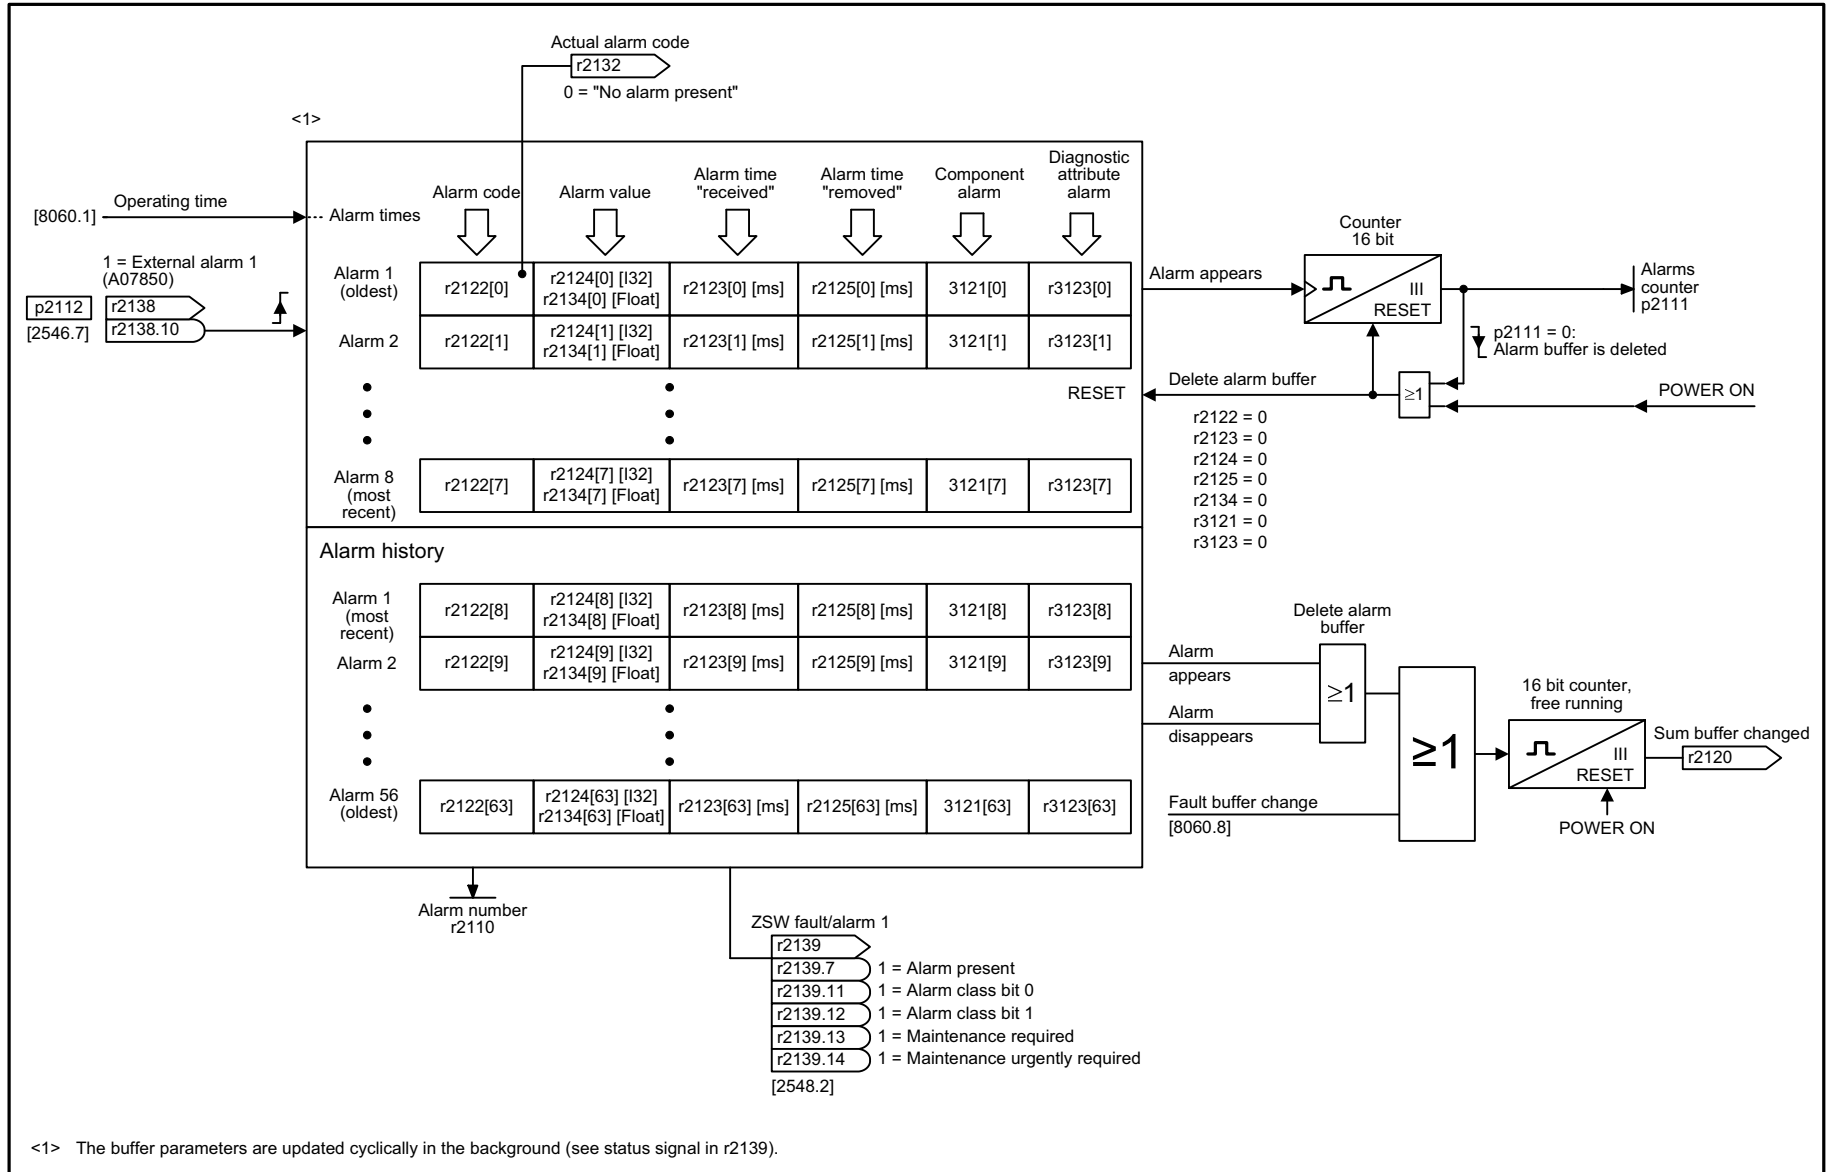 Actual alarm code
r2132
0 = "No alarm present"
<1>
Operating time
[8060.1]
1 = External alarm 1
(A07850)
p2112
r2138
[2546.7]
r2138.10
Alarm times
Alarm code
Alarm value
Alarm time
"received"
Alarm time
"removed"
Component
alarm
Diagnostic
attribute
alarm
Alarm 1
(oldest)
r2122[0]
r2124[0] [I32]
r2134[0] [Float]
r2123[0] [ms]
r2125[0] [ms]
3121[0]
r3123[0]
Alarm 2
r2122[1]
r2124[1] [I32]
r2134[1] [Float]
r2123[1] [ms]
r2125[1] [ms]
3121[1]
r3123[1]
RESET
Alarm 8
(most
recent)
r2122[7]
r2124[7] [I32]
r2134[7] [Float]
r2123[7] [ms]
r2125[7] [ms]
3121[7]
r3123[7]
Alarm appears
Counter
16 bit
III
RESET
Alarms
counter
p2111
p2111 = 0:
Alarm buffer is deleted
Delete alarm buffer
≥1
POWER ON
r2122 = 0
r2123 = 0
r2124 = 0
r2125 = 0
r2134 = 0
r3121 = 0
r3123 = 0
Alarm history
Alarm 1
(most
recent)
r2122[8]
r2124[8] [I32]
r2134[8] [Float]
r2123[8] [ms]
r2125[8] [ms]
3121[8]
r3123[8]
Alarm 2
r2122[9]
r2124[9] [I32]
r2134[9] [Float]
r2123[9] [ms]
r2125[9] [ms]
3121[9]
r3123[9]
Alarm 56
(oldest)
r2122[63]
r2124[63] [I32]
r2134[63] [Float]
r2123[63] [ms]
r2125[63] [ms]
3121[63]
r3123[63]
Delete alarm
buffer
Alarm
appears
Alarm
disappears
≥1
≥1
Fault buffer change
[8060.8]
16 bit counter,
free running
III
RESET
POWER ON
Sum buffer changed
r2120
Alarm number
r2110
ZSW fault/alarm 1
r2139
r2139.7 1 = Alarm present
r2139.11 1 = Alarm class bit 0
r2139.12 1 = Alarm class bit 1
r2139.13 1 = Maintenance required
r2139.14 1 = Maintenance urgently required
[2548.2]
<1> The buffer parameters are updated cyclically in the background (see status signal in r2139).